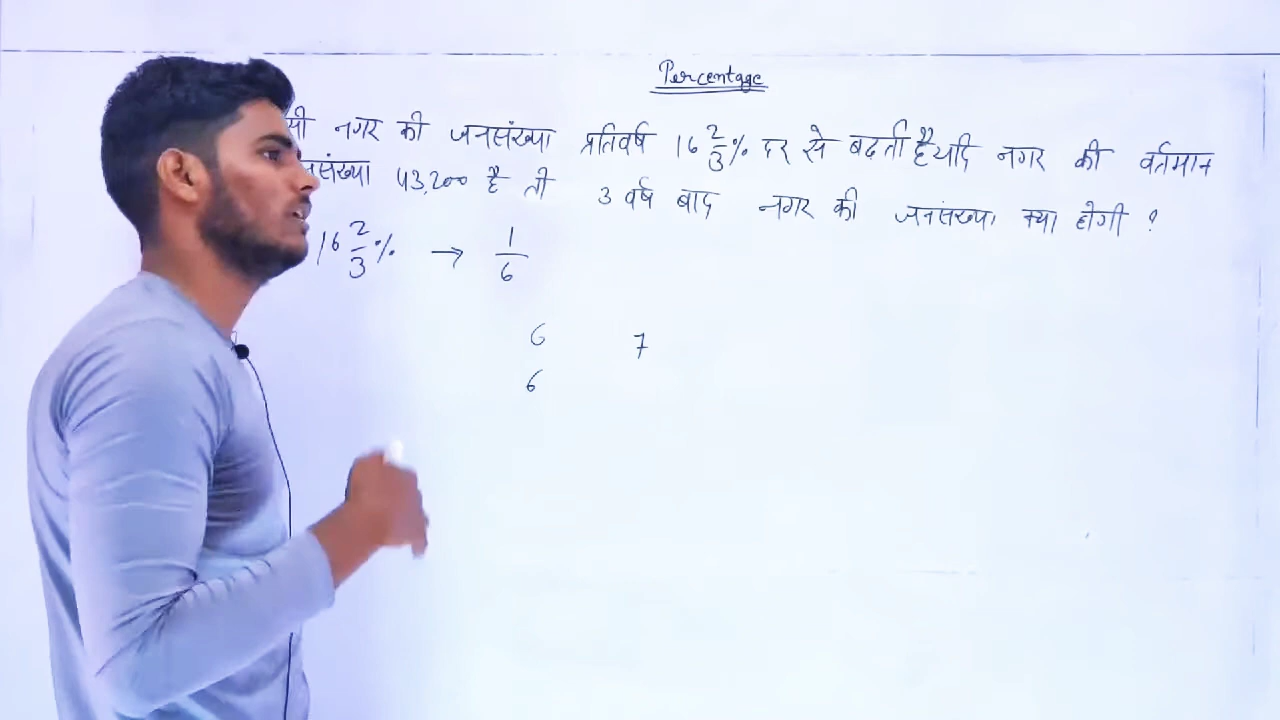 Percentage
नगर की जनसंख्या प्रतिवर्ष 16 2/3 % दर से बढती है यदि नगर की वर्तमान
43,200 है तो 3 वर्ष बाद नगर की जनसंख्या क्या होगी ?
16 2/3 % → 1/6
6 7
6